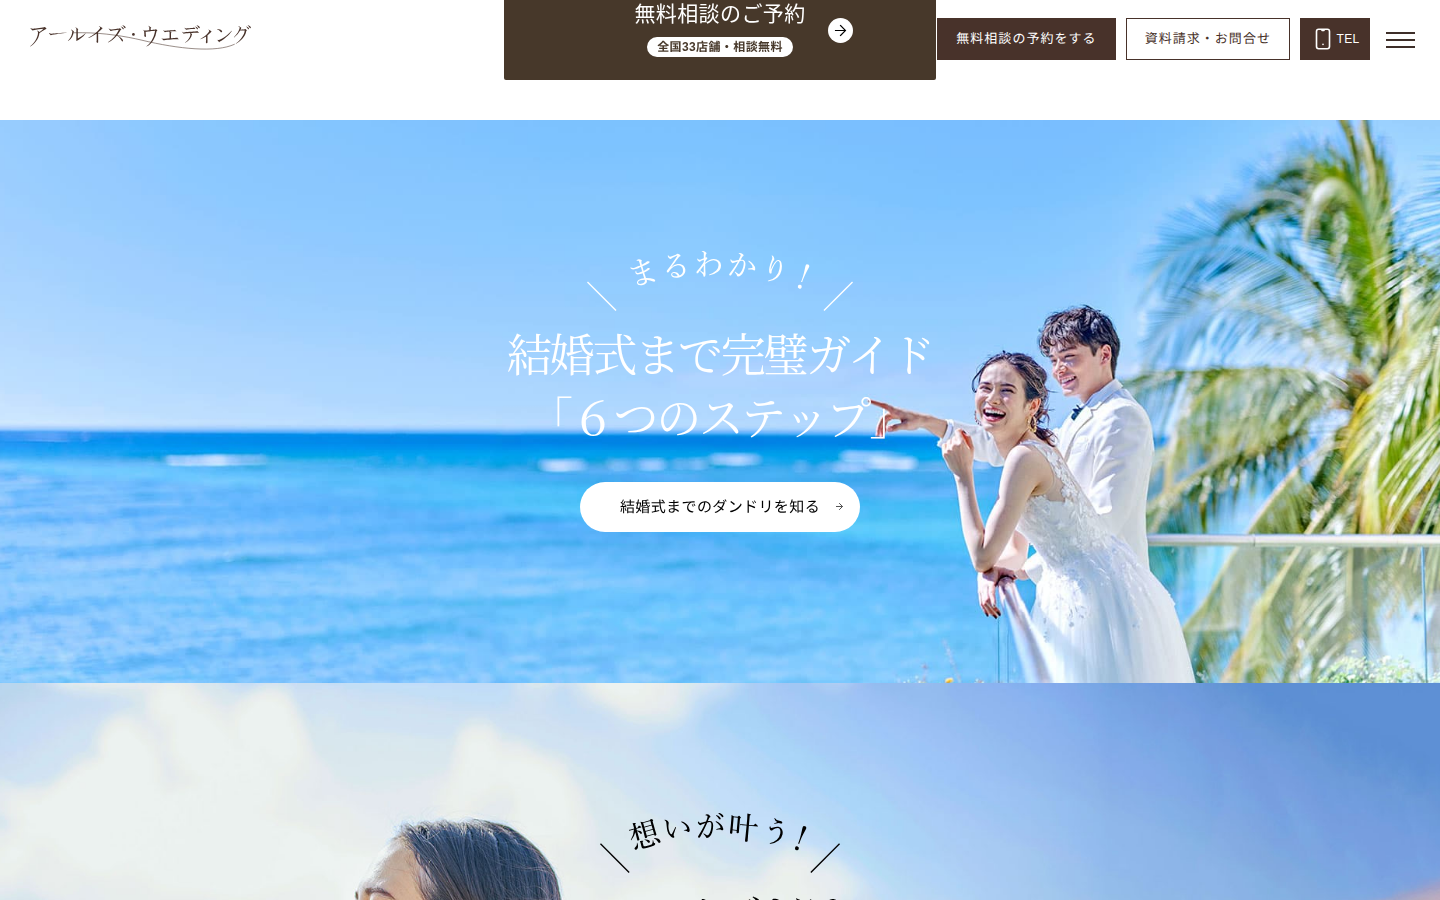 アールイズ・ウエディング
無料相談のご予約
全国33店舗・相談無料
無料相談の予約をする
資料請求・お問合せ
TEL
まるわかり！
結婚式まで完璧ガイド
「６つのステップ」
結婚式までのダンドリを知る
想いが叶う！